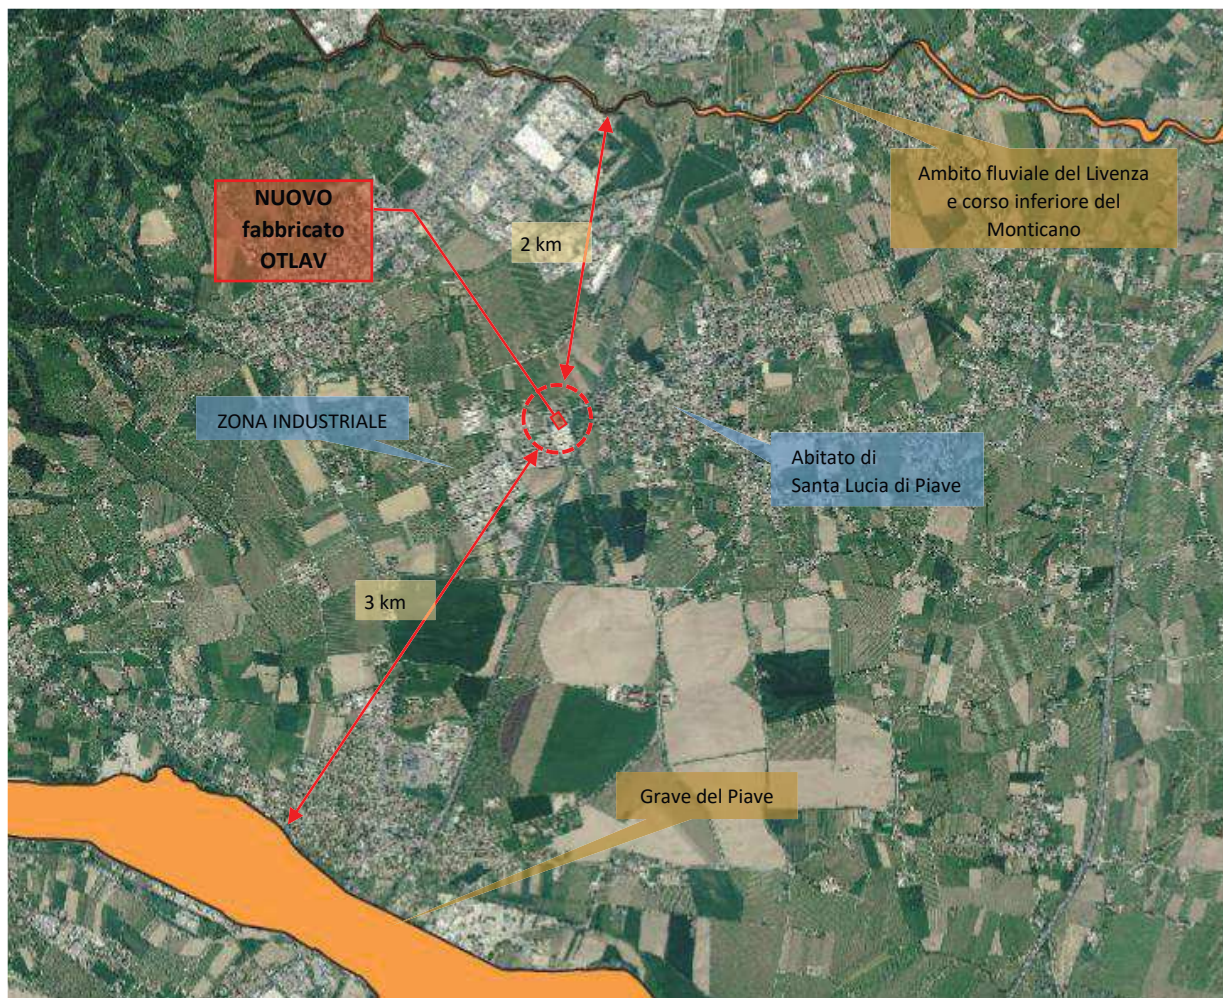 NUOVO
fabbricato
OTLAV
2 km
Ambito fluviale del Livenza
e corso inferiore del
Monticano
ZONA INDUSTRIALE
Abitato di
Santa Lucia di Piave
3 km
Grave del Piave